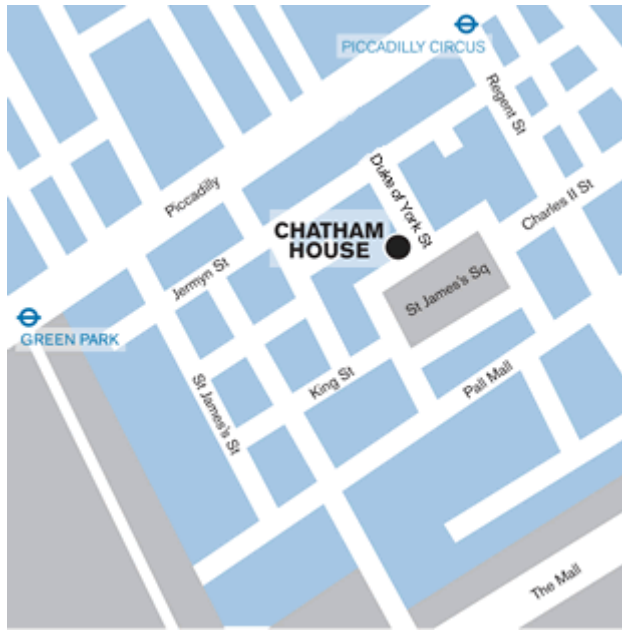 PICCADILLY CIRCUS
Regent St
Piccadilly
Duke of York St
Charles II St
CHATHAM
HOUSE
Jermyn St
St James's Sq
GREEN PARK
King St
Pall Mall
St James's St
The Mall